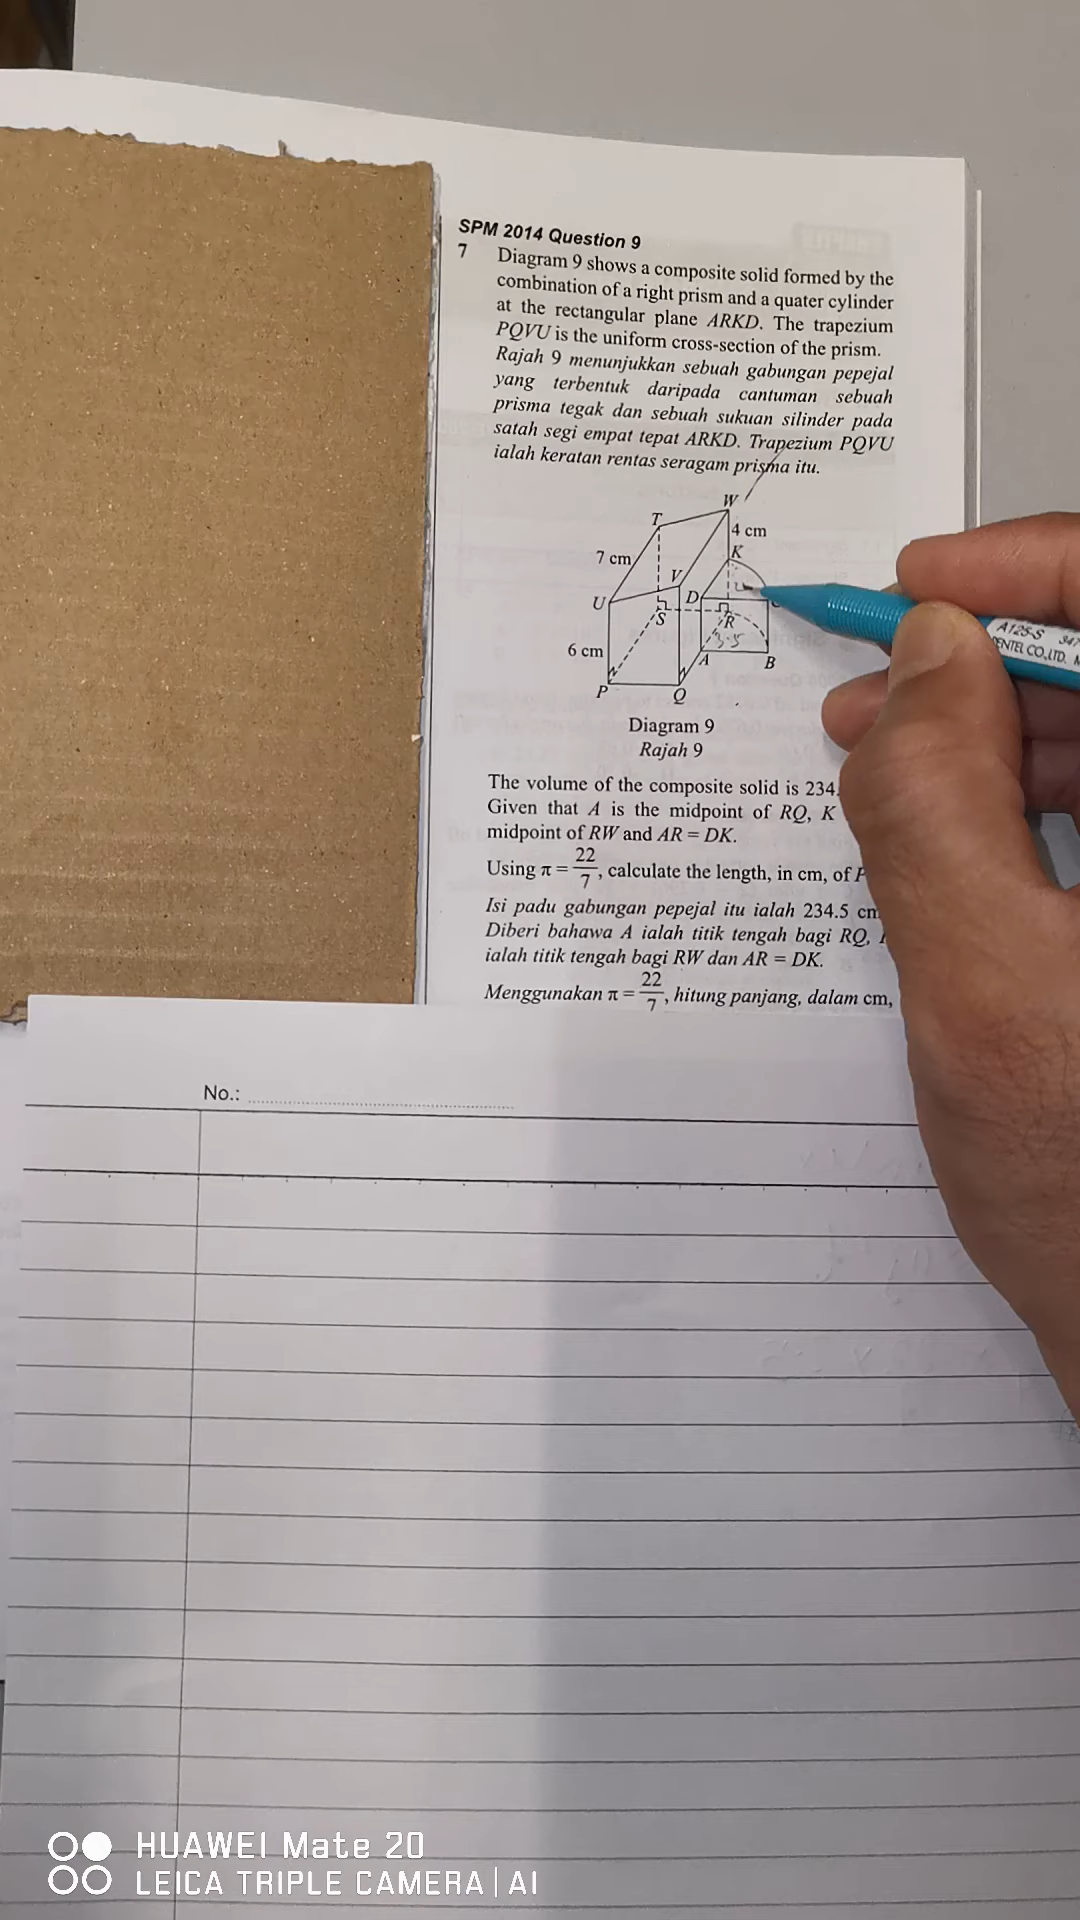 SPM 2014 Question 9
7 Diagram 9 shows a composite solid formed by the
combination of a right prism and a quater cylinder
at the rectangular plane ARKD. The trapezium
PQVU is the uniform cross-section of the prism.
Rajah 9 menunjukkan sebuah gabungan pepejal
yang terbentuk daripada cantuman sebuah
prisma tegak dan sebuah sukuan silinder pada
satah segi empat tepat ARKD. Trapezium PQVU
ialah keratan rentas seragam prisma itu.
W
T
4 cm
K
7 cm
V
U
D
S
R
3.5
6 cm
A
B
P
Q
Diagram 9
Rajah 9
The volume of the composite solid is 234.
Given that A is the midpoint of RQ, K
midpoint of RW and AR = DK.
Using π = 22/7, calculate the length, in cm, of P
Isi padu gabungan pepejal itu ialah 234.5 cm
Diberi bahawa A ialah titik tengah bagi RQ,
ialah titik tengah bagi RW dan AR = DK.
Menggunakan π = 22/7, hitung panjang, dalam cm,
A125-S 347
PENTEL CO.,LTD.
No.:
HUAWEI Mate 20
LEICA TRIPLE CAMERA | AI